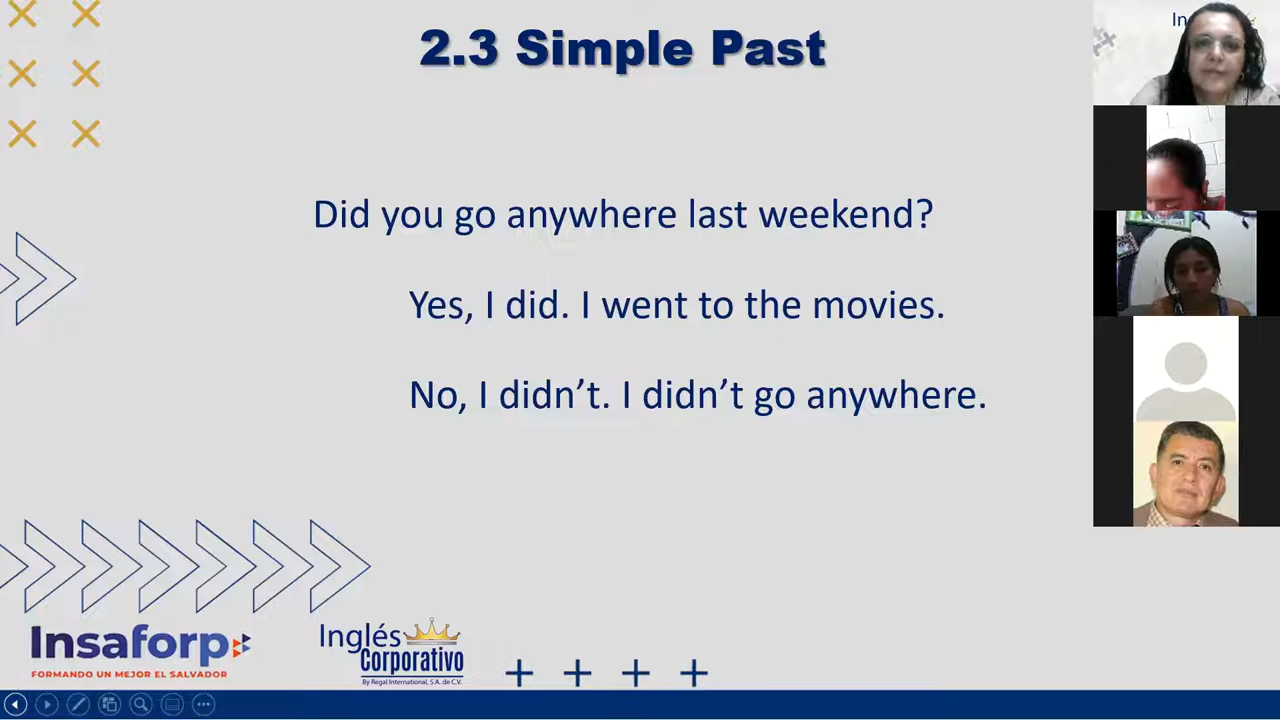 2.3 Simple Past
Did you go anywhere last weekend?
Yes, I did. I went to the movies.
No, I didn’t. I didn’t go anywhere.
Insaforp
FORMANDO UN MEJOR EL SALVADOR
Inglés
Corporativo
By Regal International, S.A. de C.V.